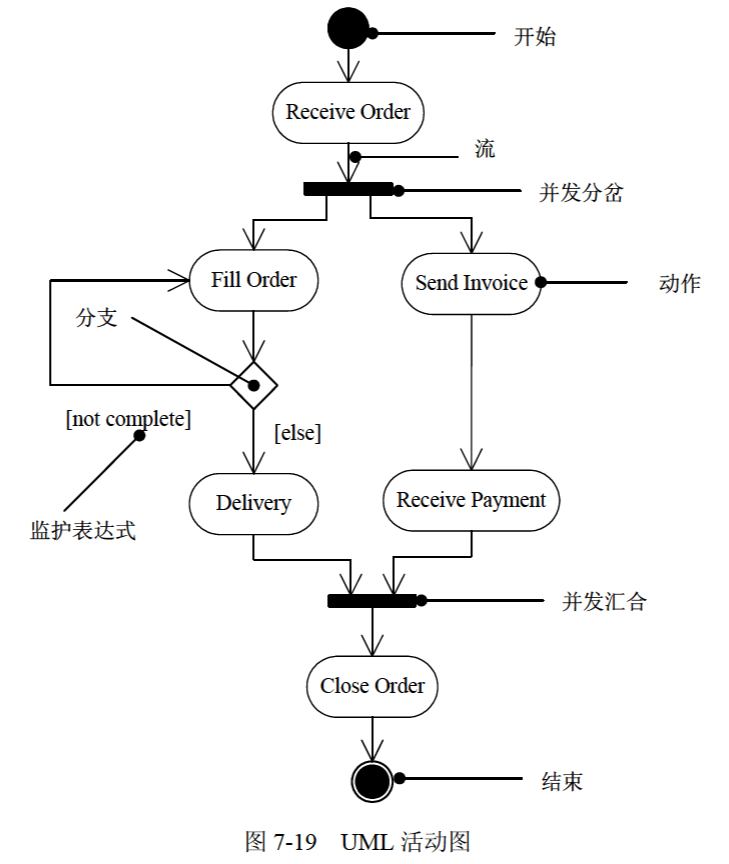 开始
Receive Order
流
并发分岔
Fill Order
Send Invoice
动作
分支
[not complete]
[else]
Delivery
Receive Payment
监护表达式
并发汇合
Close Order
结束
图 7-19 UML 活动图